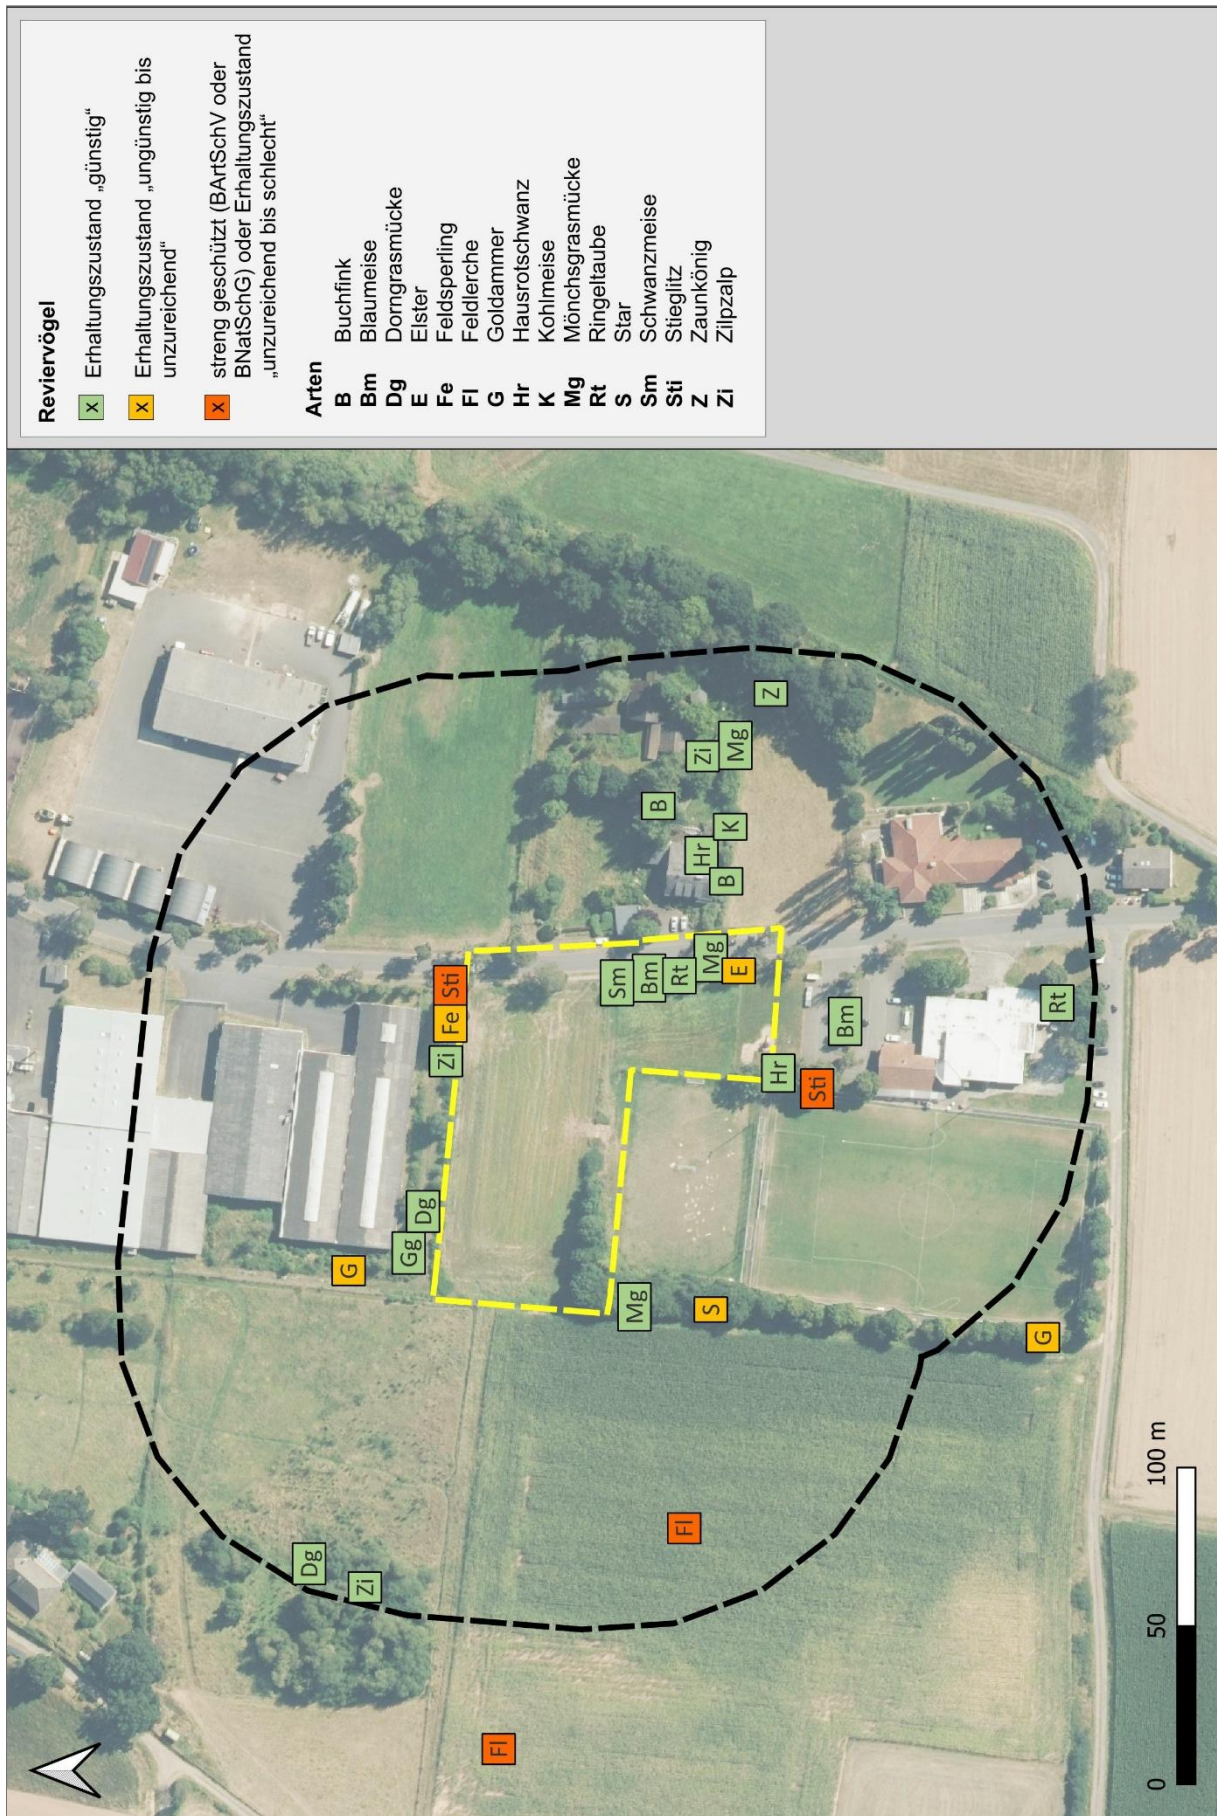 Dg
G
Zi
Gg
Dg
Zi
Fe
Sti
Fl
Sm
Mg
Bm
B
Rt
Fl
Hr
Zi
S
Mg
B
K
Mg
E
Z
Hr
Sti
Bm
G
Rt
0 50 100 m
Reviervögel
X Erhaltungszustand „günstig“
X Erhaltungszustand „ungünstig bis
unzureichend“
X streng geschützt (BArtSchV oder
BNatSchG) oder Erhaltungszustand
„unzureichend bis schlecht“
Arten
B Buchfink
Bm Blaumeise
Dg Dorngrasmücke
E Elster
Fe Feldsperling
Fl Feldlerche
G Goldammer
Hr Hausrotschwanz
K Kohlmeise
Mg Mönchsgrasmücke
Rt Ringeltaube
S Star
Sm Schwanzmeise
Sti Stieglitz
Z Zaunkönig
Zi Zilpzalp